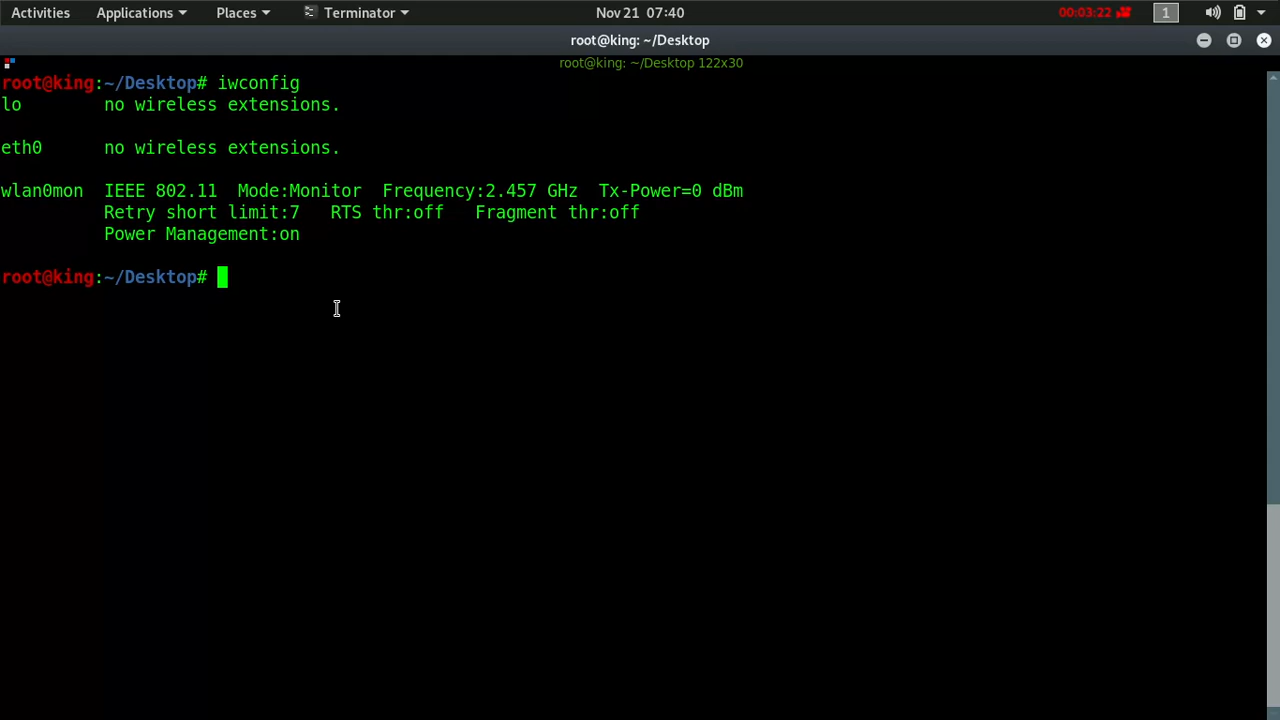 Activities Applications Places Terminator Nov 21 07:40 00:03:22 1
root@king: ~/Desktop
root@king: ~/Desktop 122x30
root@king:~/Desktop# iwconfig
lo        no wireless extensions.
eth0      no wireless extensions.
wlan0mon  IEEE 802.11  Mode:Monitor  Frequency:2.457 GHz  Tx-Power=0 dBm
          Retry short limit:7   RTS thr:off   Fragment thr:off
          Power Management:on
root@king:~/Desktop#